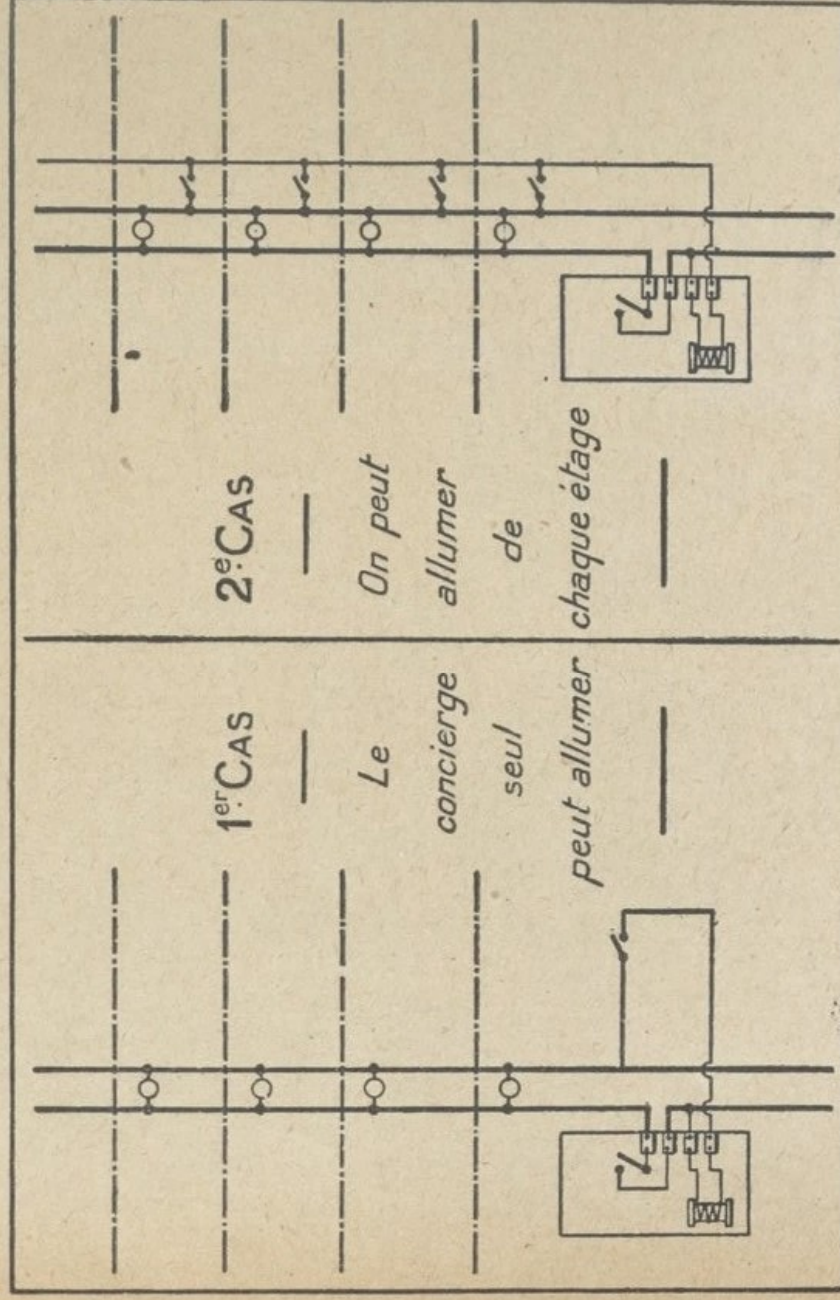 1er CAS
Le
concierge
seul
peut allumer
2e. CAS
On peut
allumer
de
chaque étage